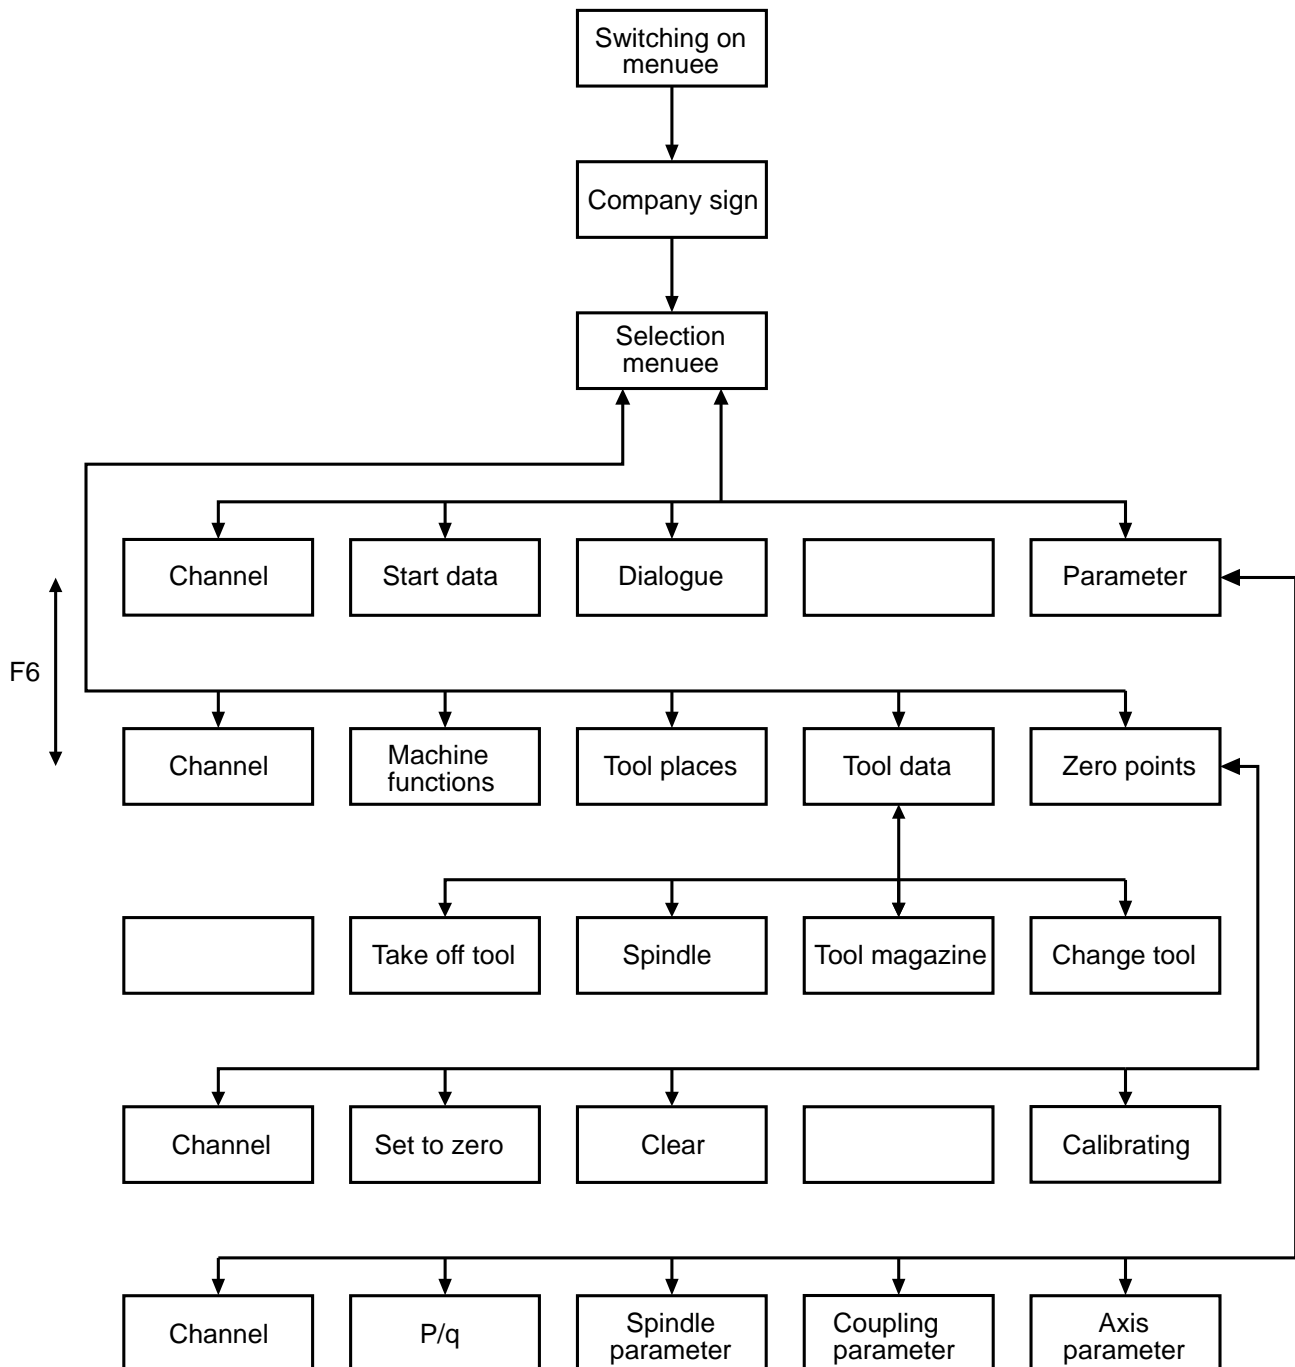 Switching on
menuee
Company sign
Selection
menuee
Channel
Start data
Dialogue
Parameter
F6
Channel
Machine
functions
Tool places
Tool data
Zero points
Take off tool
Spindle
Tool magazine
Change tool
Channel
Set to zero
Clear
Calibrating
Channel
P/q
Spindle
parameter
Coupling
parameter
Axis
parameter